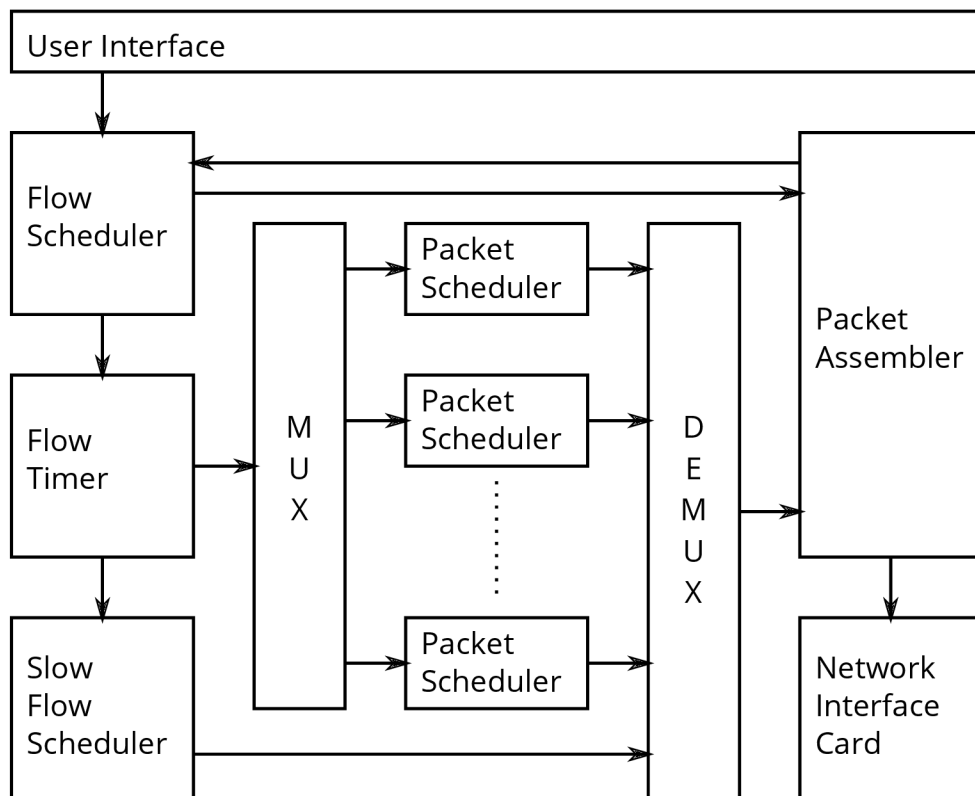 User Interface
Flow
Scheduler
Packet
Scheduler
Packet
Assembler
Packet
Scheduler
Flow
Timer
M
U
X
D
E
M
U
X
Packet
Scheduler
Slow
Flow
Scheduler
Network
Interface
Card